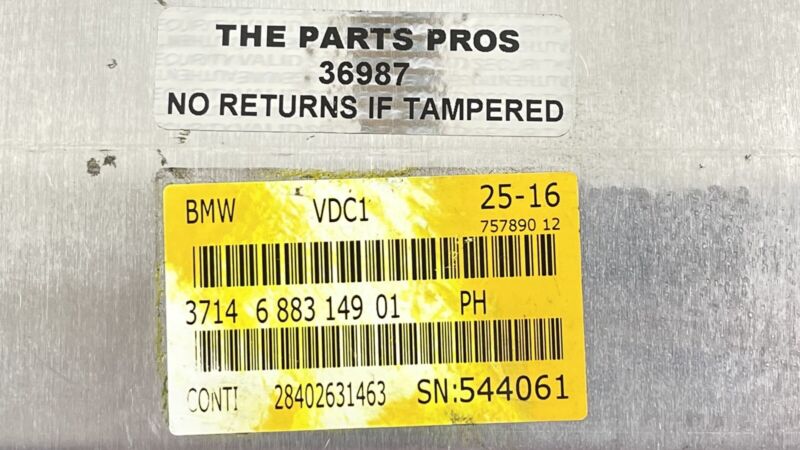 THE PARTS PROS
36987
NO RETURNS IF TAMPERED
BMW VDC1 25-16
757890 12
3714 6 883 149 01 PH
CONTI 28402631463 SN:544061